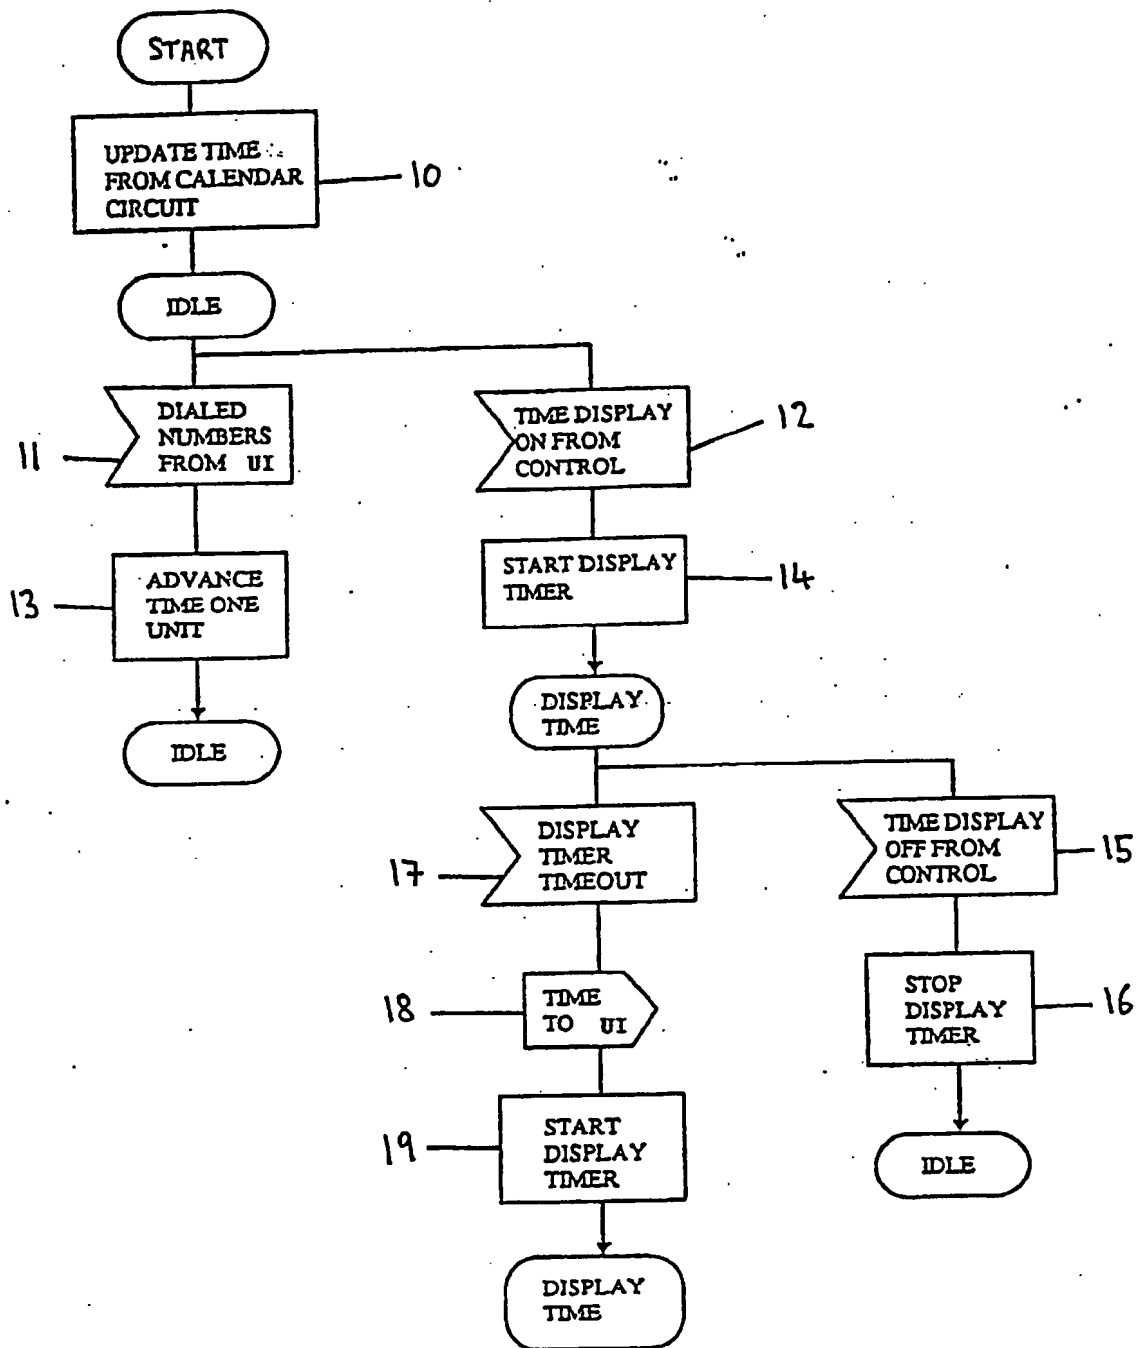 START
UPDATE TIME
FROM CALENDAR
CIRCUIT
10
IDLE
DIALED
NUMBERS
FROM UI
11
TIME DISPLAY
ON FROM
CONTROL
12
ADVANCE
TIME ONE
UNIT
13
START DISPLAY
TIMER
14
IDLE
DISPLAY
TIME
DISPLAY
TIMER
TIMEOUT
17
TIME DISPLAY
OFF FROM
CONTROL
15
TIME
TO UI
18
STOP
DISPLAY
TIMER
16
START
DISPLAY
TIMER
19
IDLE
DISPLAY
TIME